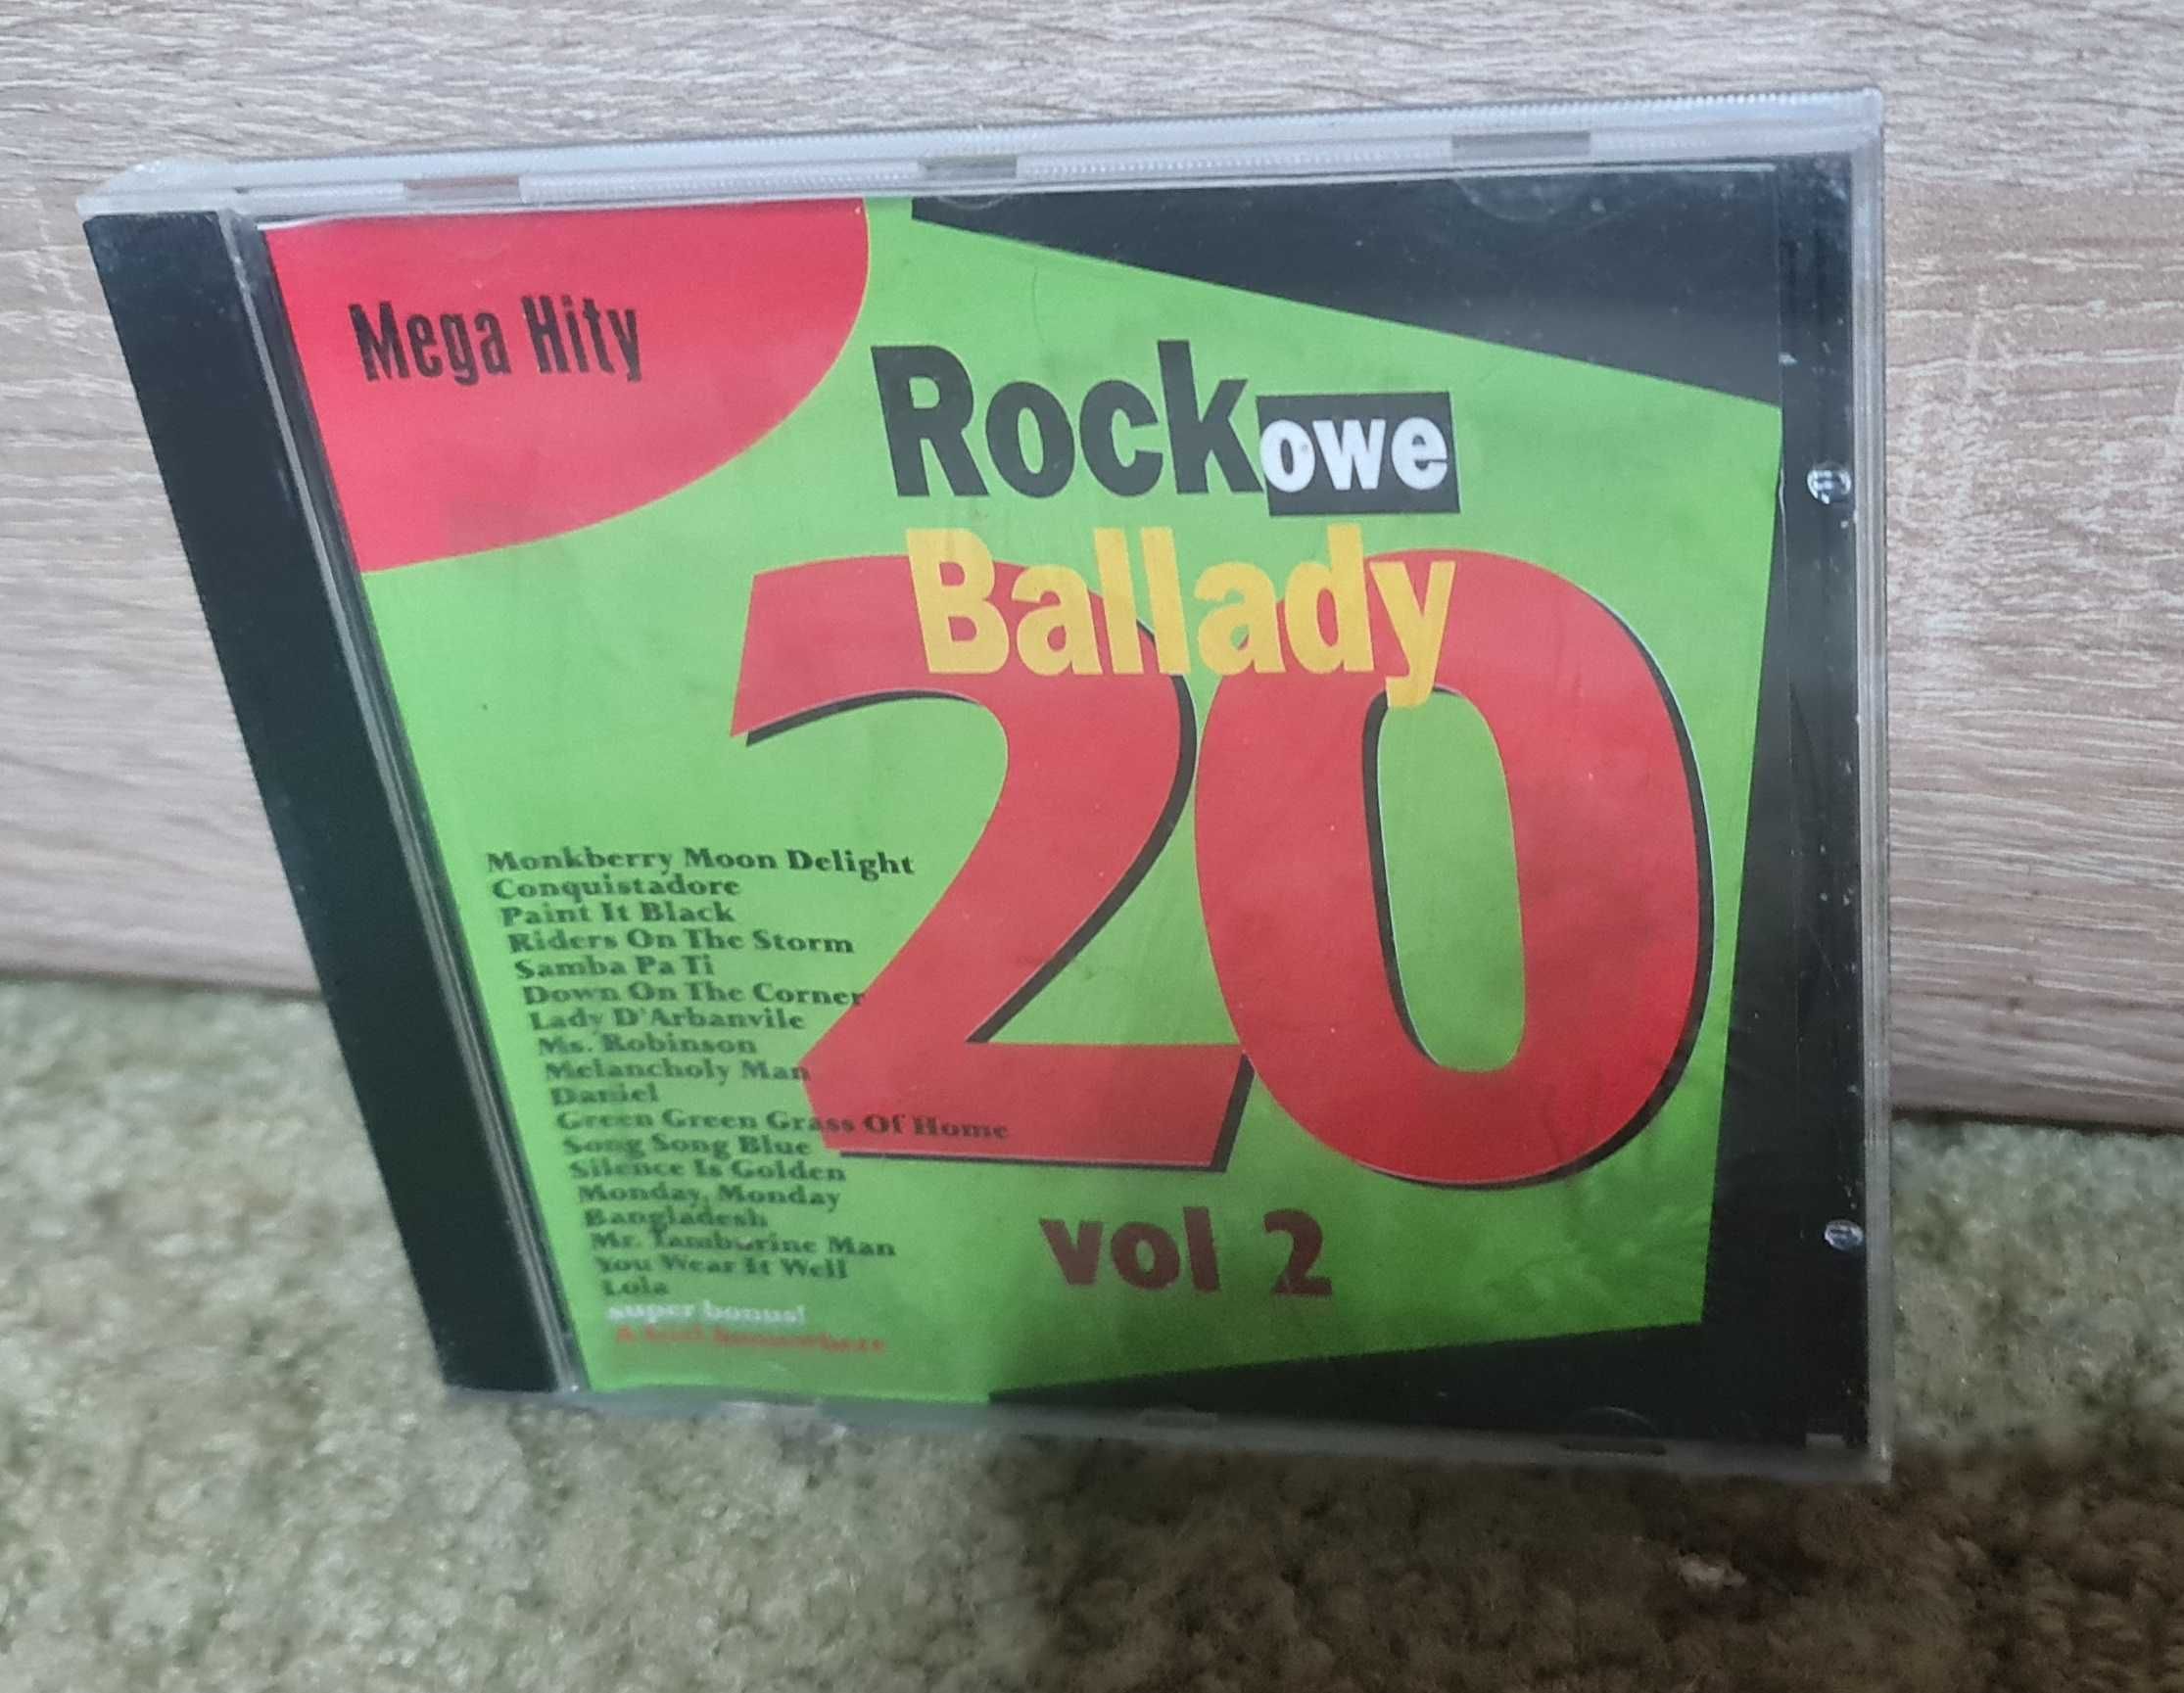 Mega Hity
Rockowe
Ballady
20
Monkberry Moon Delight
Conquistadore
Paint It Black
Riders On The Storm
Samba Pa Ti
Down On The Corner
Lady D'Arbanvile
Ms. Robinson
Melancholy Man
Daniel
Green Green Grass Of Home
Song Song Blue
Silence Is Golden
Monday, Monday
Bangladesh
Mr. Tamburine Man
You Wear It Well
Lola
super bonus!
vol 2